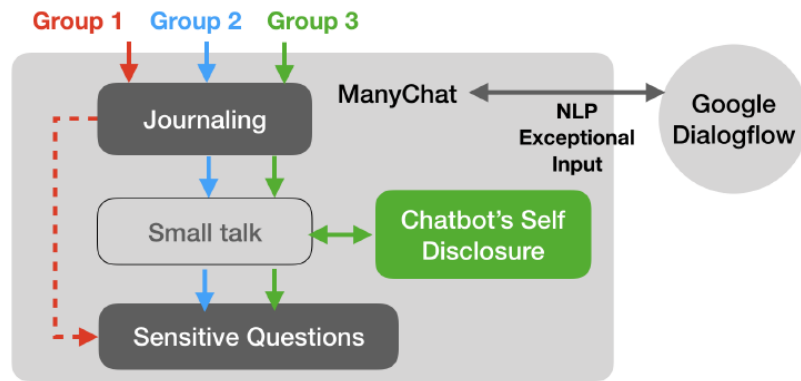 Group 1 Group 2 Group 3
Journaling
ManyChat
NLP
Exceptional
Input
Google
Dialogflow
Small talk
Chatbot's Self
Disclosure
Sensitive Questions